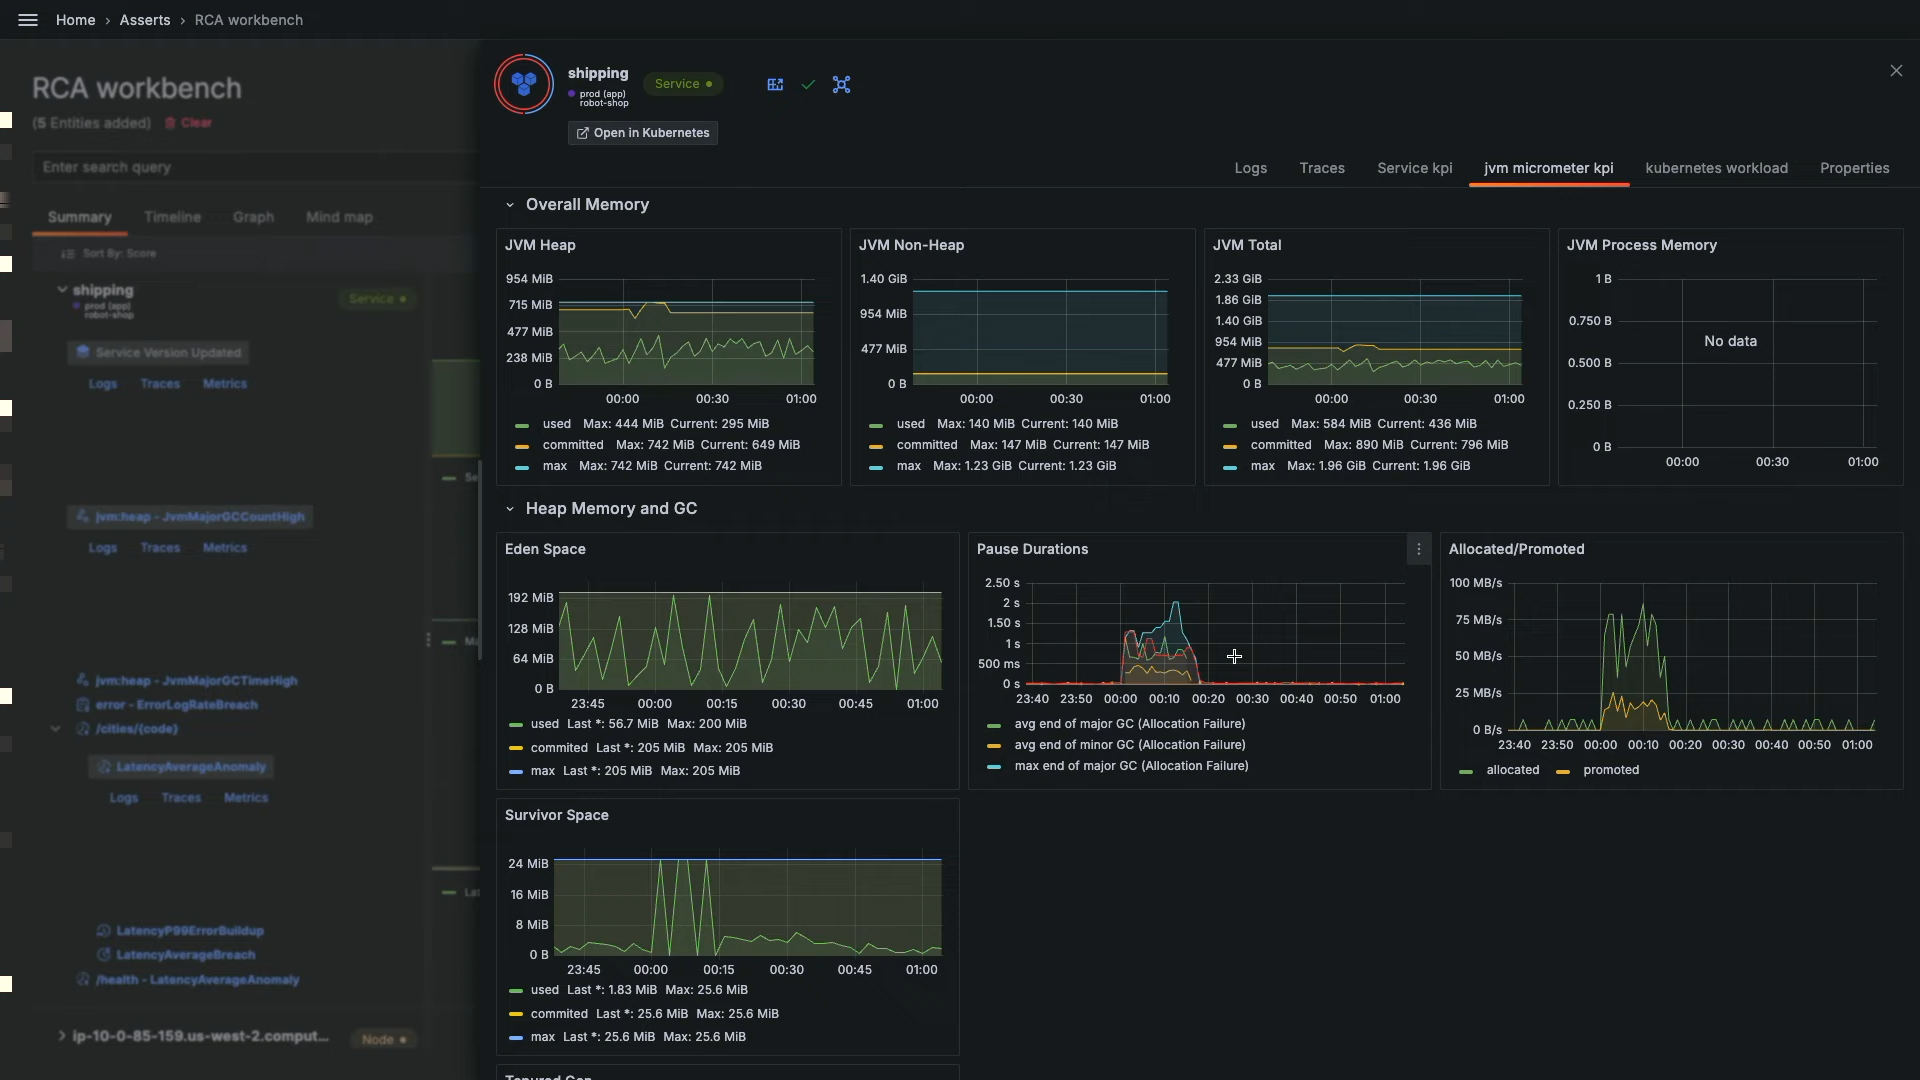 Home › Asserts › RCA workbench
RCA workbench
(5 Entities added) Clear
Enter search query
Summary Timeline Graph Mind map
Sort By: Score
shipping
prod (app)
robot-shop
Service
Service Version Updated
Logs Traces Metrics
jvm:heap - JvmMajorGCCountHigh
Logs Traces Metrics
jvm:heap - JvmMajorGCTimeHigh
error - ErrorLogRateBreach
/cities/{code}
LatencyAverageAnomaly
Logs Traces Metrics
LatencyP99ErrorBuildup
LatencyAverageBreach
/health - LatencyAverageAnomaly
ip-10-0-85-159.us-west-2.comput...
Node
shipping
prod (app)
robot-shop
Service
Open in Kubernetes
Logs Traces Service kpi jvm micrometer kpi kubernetes workload Properties
Overall Memory
JVM Heap
954 MiB
715 MiB
477 MiB
238 MiB
0 B
00:00 00:30 01:00
used Max: 444 MiB Current: 295 MiB
committed Max: 742 MiB Current: 649 MiB
max Max: 742 MiB Current: 742 MiB
JVM Non-Heap
1.40 GiB
954 MiB
477 MiB
0 B
00:00 00:30 01:00
used Max: 140 MiB Current: 140 MiB
committed Max: 147 MiB Current: 147 MiB
max Max: 1.23 GiB Current: 1.23 GiB
JVM Total
2.33 GiB
1.86 GiB
1.40 GiB
954 MiB
477 MiB
0 B
00:00 00:30 01:00
used Max: 584 MiB Current: 436 MiB
committed Max: 890 MiB Current: 796 MiB
max Max: 1.96 GiB Current: 1.96 GiB
JVM Process Memory
1 B
0.750 B
0.500 B
0.250 B
0 B
No data
00:00 00:30 01:00
Heap Memory and GC
Eden Space
192 MiB
128 MiB
64 MiB
0 B
23:45 00:00 00:15 00:30 00:45 01:00
used Last *: 56.7 MiB Max: 200 MiB
commited Last *: 205 MiB Max: 205 MiB
max Last *: 205 MiB Max: 205 MiB
Pause Durations
2.50 s
2 s
1.50 s
1 s
500 ms
0 s
23:40 23:50 00:00 00:10 00:20 00:30 00:40 00:50 01:00
avg end of major GC (Allocation Failure)
avg end of minor GC (Allocation Failure)
max end of major GC (Allocation Failure)
Allocated/Promoted
100 MB/s
75 MB/s
50 MB/s
25 MB/s
0 B/s
23:40 23:50 00:00 00:10 00:20 00:30 00:40 00:50 01:00
allocated promoted
Survivor Space
24 MiB
16 MiB
8 MiB
0 B
23:45 00:00 00:15 00:30 00:45 01:00
used Last *: 1.83 MiB Max: 25.6 MiB
commited Last *: 25.6 MiB Max: 25.6 MiB
max Last *: 25.6 MiB Max: 25.6 MiB